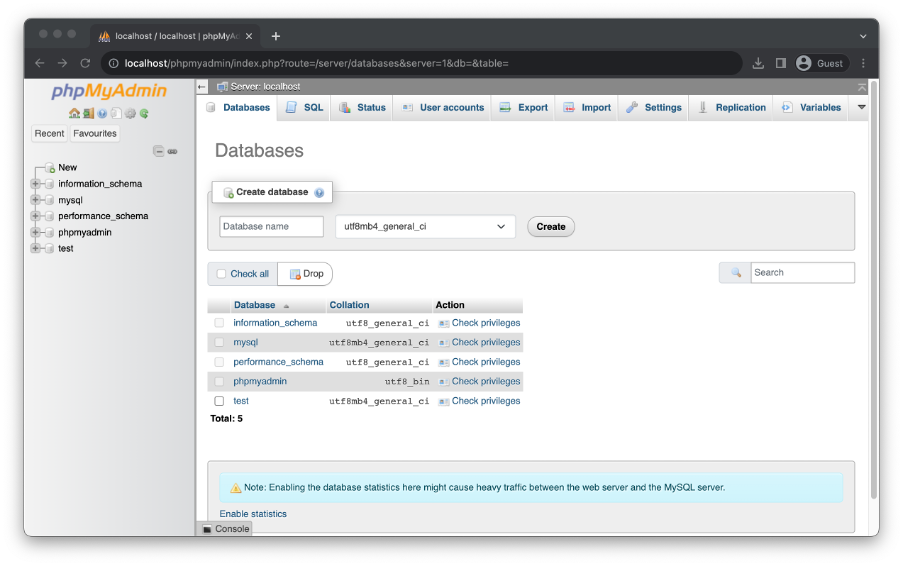 localhost / localhost | phpMyAd
localhost/phpmyadmin/index.php?route=/server/databases&server=1&db=&table=
Guest
phpMyAdmin
Recent
Favourites
New
information_schema
mysql
performance_schema
phpmyadmin
test
Server: localhost
Databases
SQL
Status
User accounts
Export
Import
Settings
Replication
Variables
Databases
Create database
Database name
utf8mb4_general_ci
Create
Check all
Drop
Search
Database Collation Action
information_schema utf8_general_ci Check privileges
mysql utf8mb4_general_ci Check privileges
performance_schema utf8_general_ci Check privileges
phpmyadmin utf8_bin Check privileges
test utf8mb4_general_ci Check privileges
Total: 5
Note: Enabling the database statistics here might cause heavy traffic between the web server and the MySQL server.
Enable statistics
Console